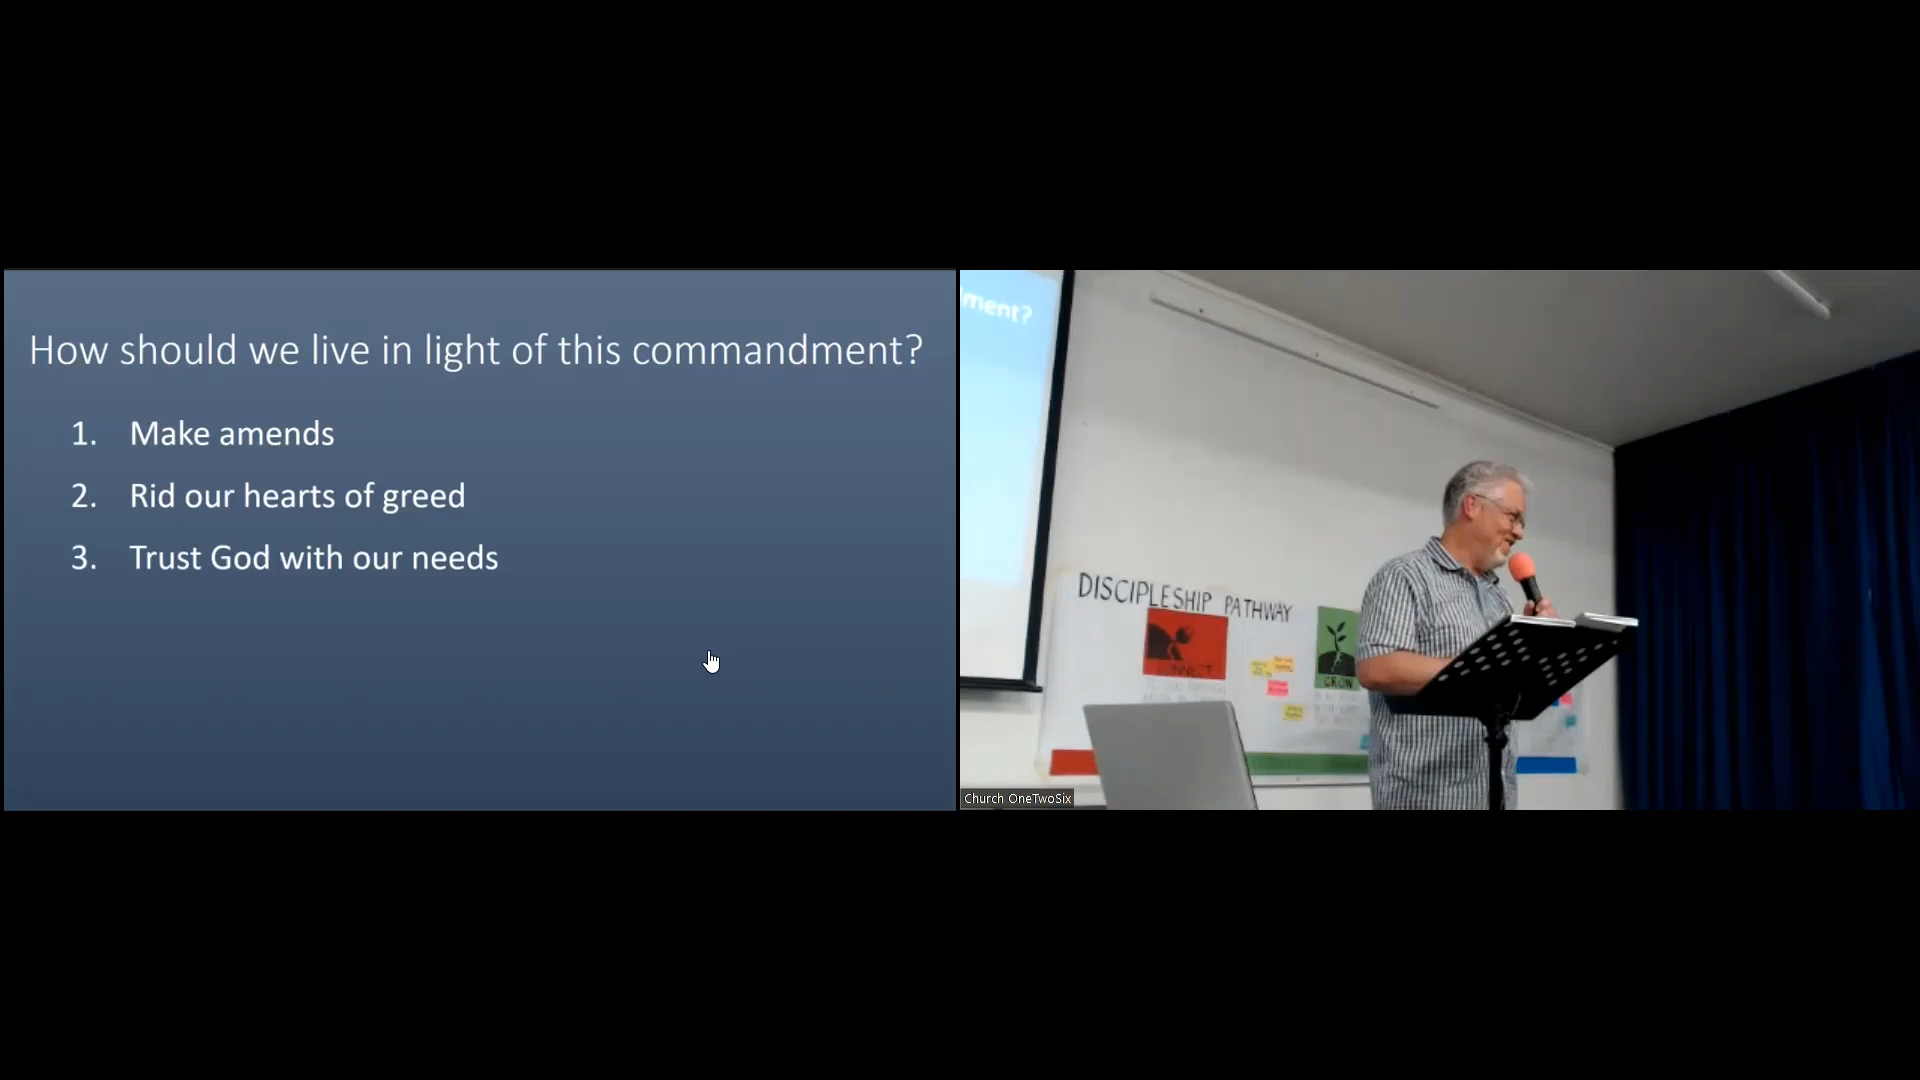 How should we live in light of this commandment?
1. Make amends
2. Rid our hearts of greed
3. Trust God with our needs
ment?
DISCIPLESHIP PATHWAY
CONNECT
GROW
Church OneTwoSix